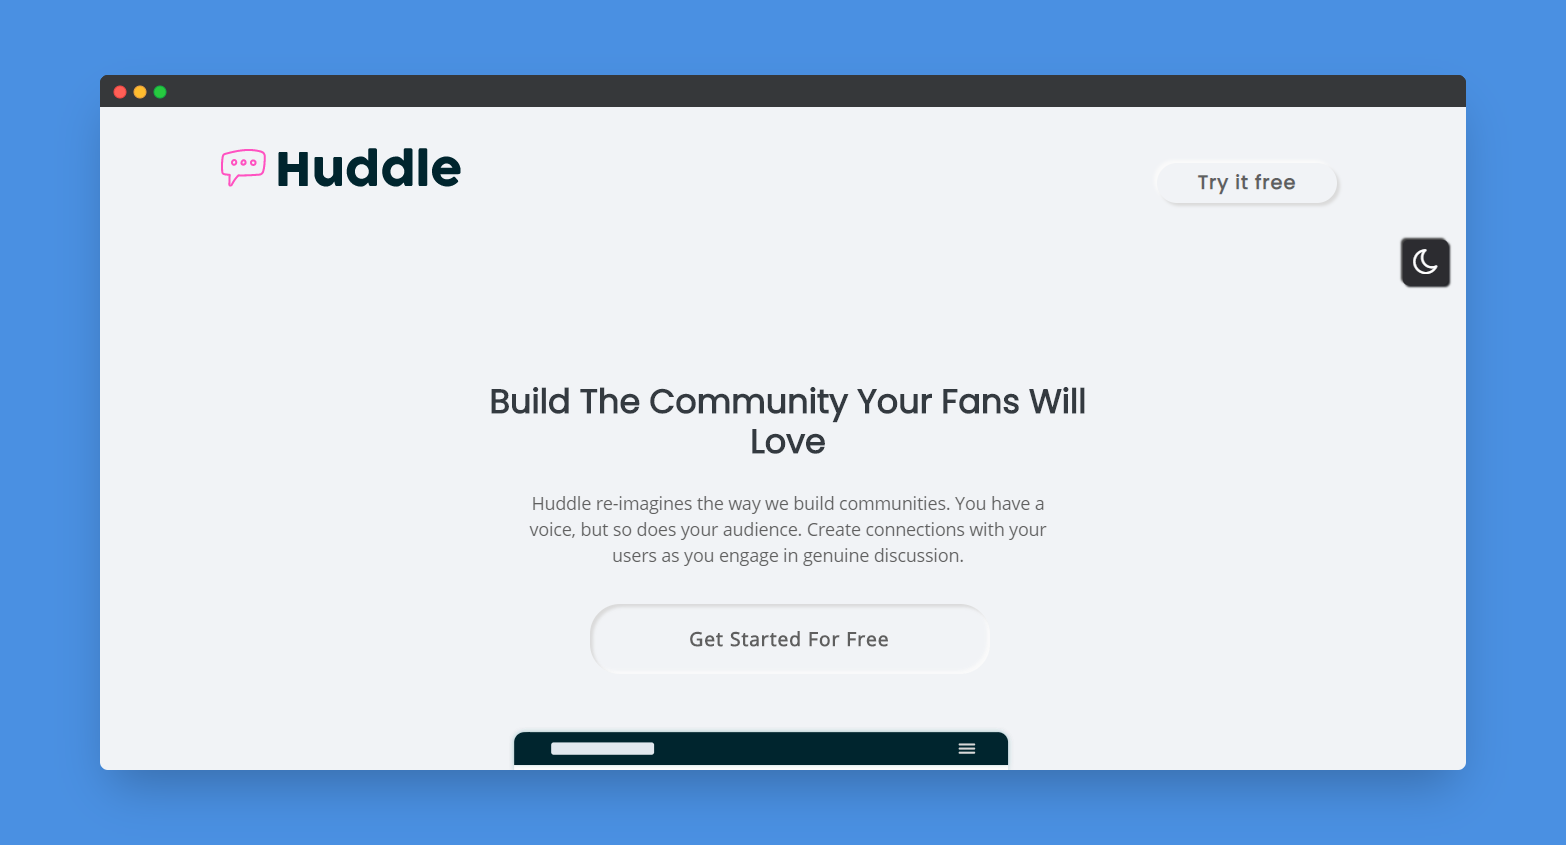 Huddle
Try it free
Build The Community Your Fans Will
Love
Huddle re-imagines the way we build communities. You have a
voice, but so does your audience. Create connections with your
users as you engage in genuine discussion.
Get Started For Free